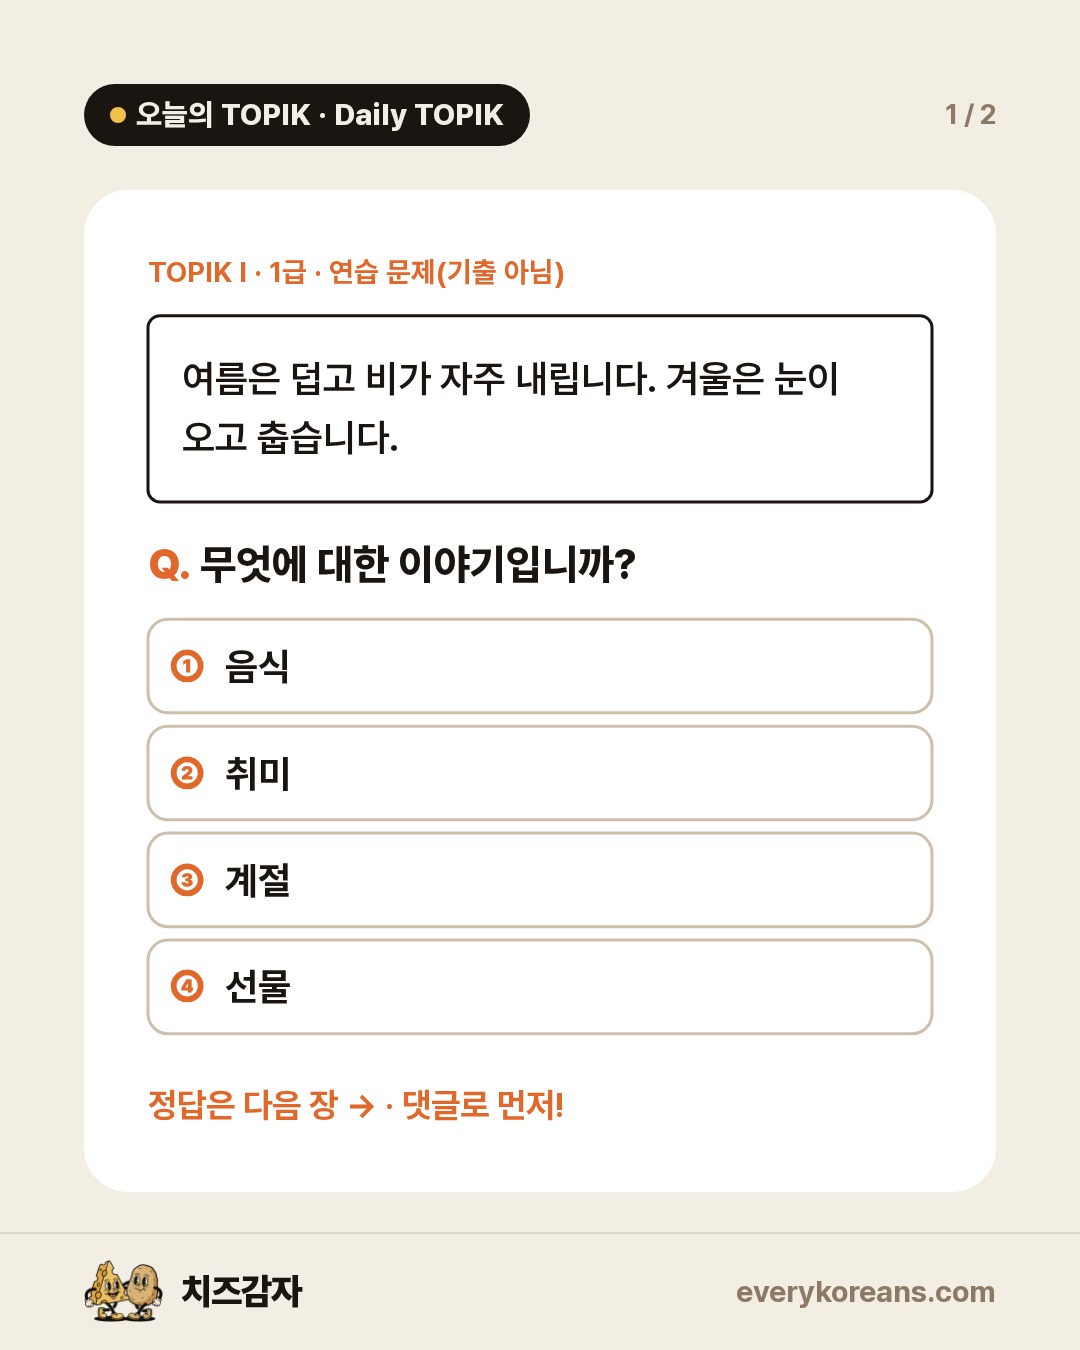 오늘의 TOPIK · Daily TOPIK
1 / 2
TOPIK I · 1급 · 연습 문제(기출 아님)
여름은 덥고 비가 자주 내립니다. 겨울은 눈이
오고 춥습니다.
Q. 무엇에 대한 이야기입니까?
① 음식
② 취미
③ 계절
④ 선물
정답은 다음 장 → · 댓글로 먼저!
치즈감자
everykoreans.com